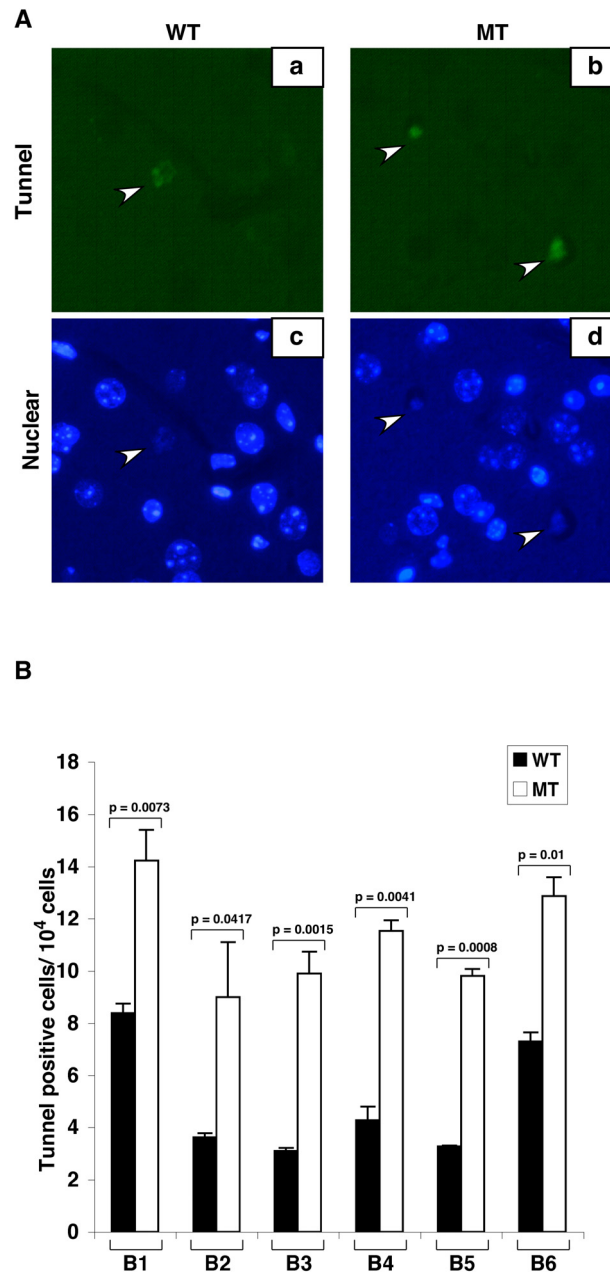 A
WT
MT
a
b
Tunnel
c
d
Nuclear
B
Tunnel positive cells/ 10⁴ cells
18
16
14
12
10
8
6
4
2
0
WT
MT
p = 0.0073
p = 0.0417
p = 0.0015
p = 0.0041
p = 0.0008
p = 0.01
B1
B2
B3
B4
B5
B6